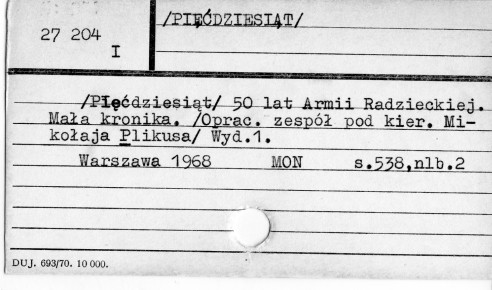 27 204
I
/PIĘĆDZIESIĄT/
/Pięćdziesiąt/ 50 lat Armii Radzieckiej.
Mała kronika. /Oprac. zespół pod kier. Mi-
kołaja Plikusa/ Wyd.1.
Warszawa 1968 MON s.538,nlb.2
DUJ. 693/70. 10 000.